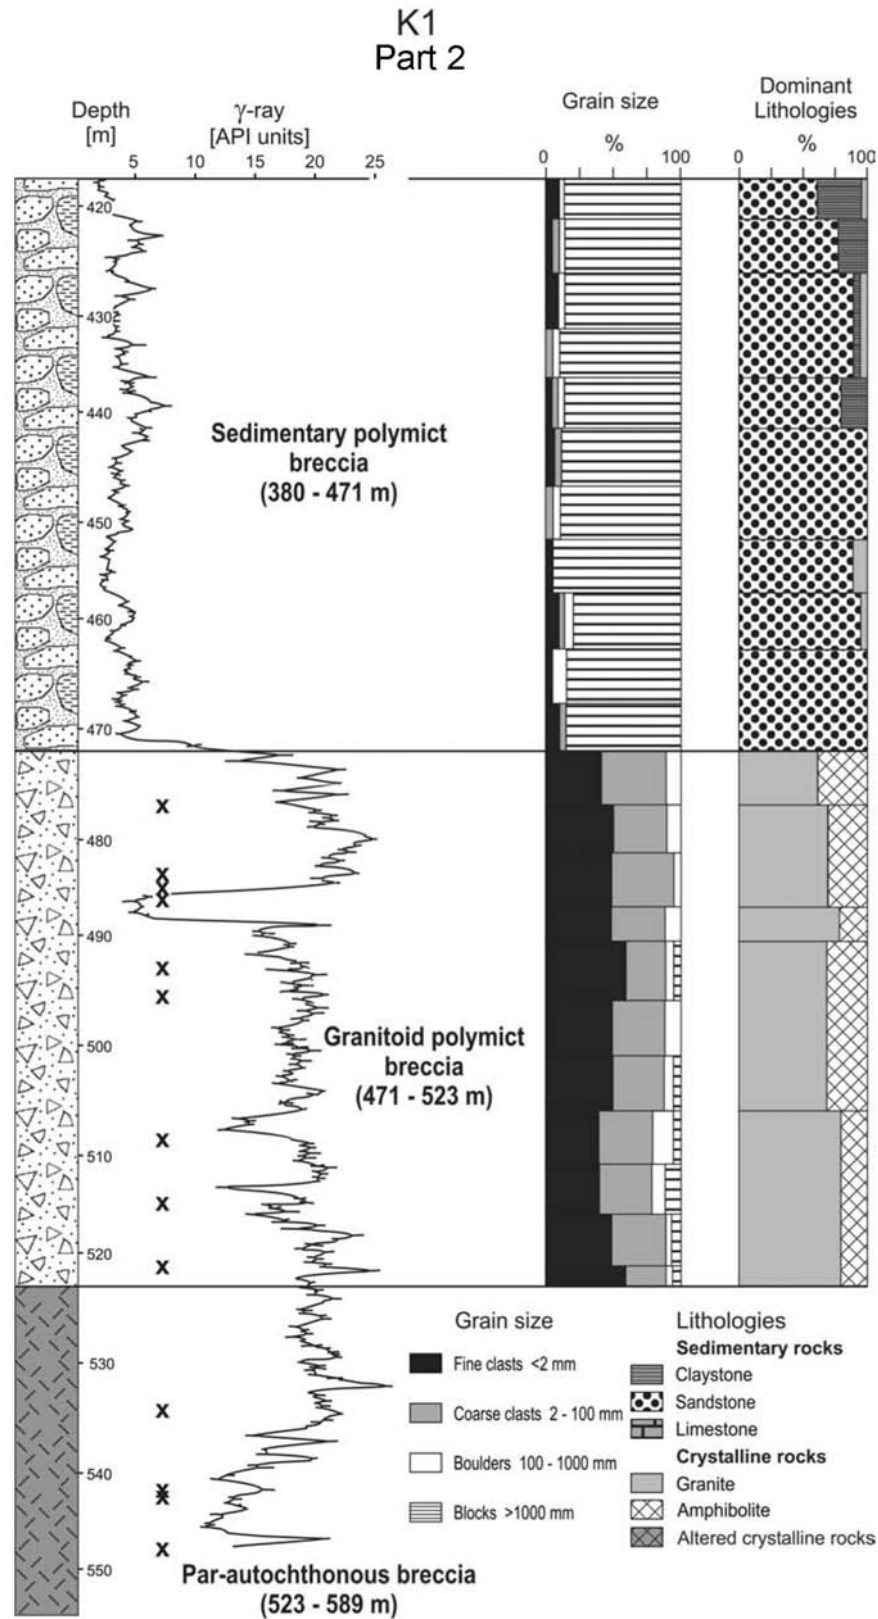 K1
Part 2
Depth
[m]
γ-ray
[API units]
5 10 15 20 25
Grain size
%
0 100
Dominant
Lithologies
%
0 100
420
430
440
Sedimentary polymict
breccia
(380 - 471 m)
450
460
470
X
480
X
X
X
490
X
X
500
Granitoid polymict
breccia
(471 - 523 m)
X
510
X
520
X
530
X
540
X
X
X
550
Par-autochthonous breccia
(523 - 589 m)
Grain size
Fine clasts <2 mm
Coarse clasts 2 - 100 mm
Boulders 100 - 1000 mm
Blocks >1000 mm
Lithologies
Sedimentary rocks
Claystone
Sandstone
Limestone
Crystalline rocks
Granite
Amphibolite
Altered crystalline rocks